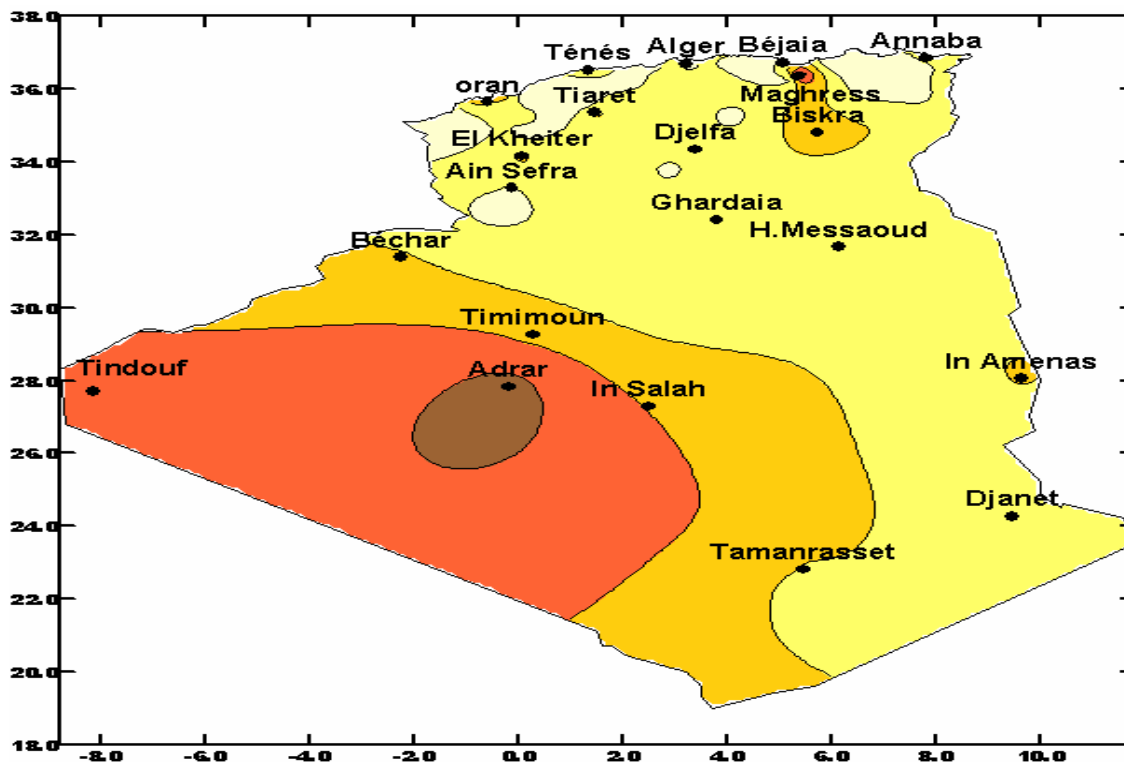 38.0
36.0
34.0
32.0
30.0
28.0
26.0
24.0
22.0
20.0
18.0
Ténés
Alger
Béjaia
Annaba
oran
Tiaret
Maghress
Biskra
El Kheiter
Djelfa
Ain Sefra
Ghardaia
H.Messaoud
Béchar
Timimoun
Tindouf
Adrar
In Salah
In Amenas
Djanet
Tamanrasset
-8.0 -6.0 -4.0 -2.0 0.0 2.0 4.0 6.0 8.0 10.0